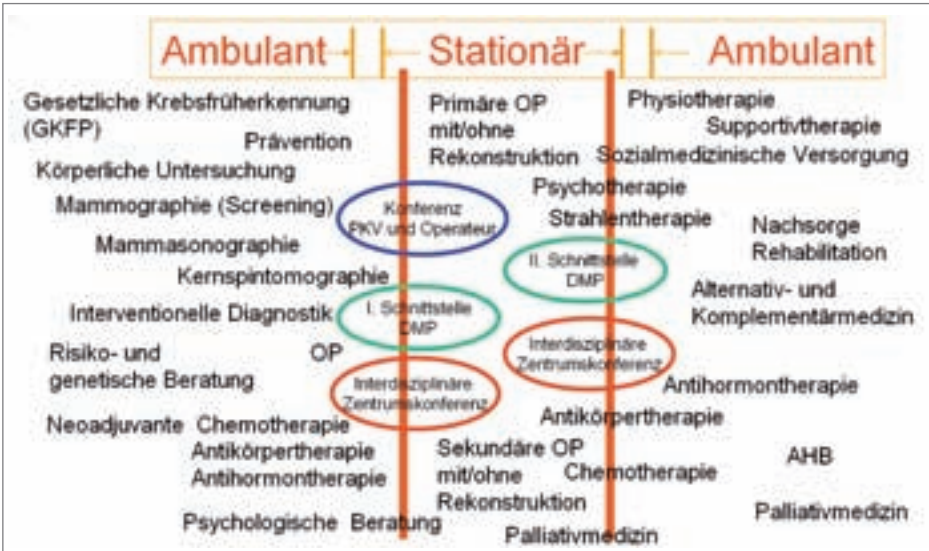 Ambulant
Stationär
Ambulant
Gesetzliche Krebsfrüherkennung
(GKFP)
Prävention
Körperliche Untersuchung
Mammographie (Screening)
Mammasonographie
Kernspintomographie
Interventionelle Diagnostik
Risiko- und
genetische Beratung
OP
Neoadjuvante Chemotherapie
Antikörpertherapie
Antihormontherapie
Psychologische Beratung
Konferenz
PKV und Operateur
I. Schnittstelle
DMP
Interdisziplinäre
Zentrumskonferenz
Primäre OP
mit/ohne
Rekonstruktion
Psychotherapie
Strahlentherapie
II. Schnittstelle
DMP
Interdisziplinäre
Zentrumskonferenz
Antikörpertherapie
Sekundäre OP
mit/ohne
Rekonstruktion
Chemotherapie
Palliativmedizin
Physiotherapie
Supportivtherapie
Sozialmedizinische Versorgung
Nachsorge
Rehabilitation
Alternativ- und
Komplementärmedizin
Antihormontherapie
AHB
Palliativmedizin